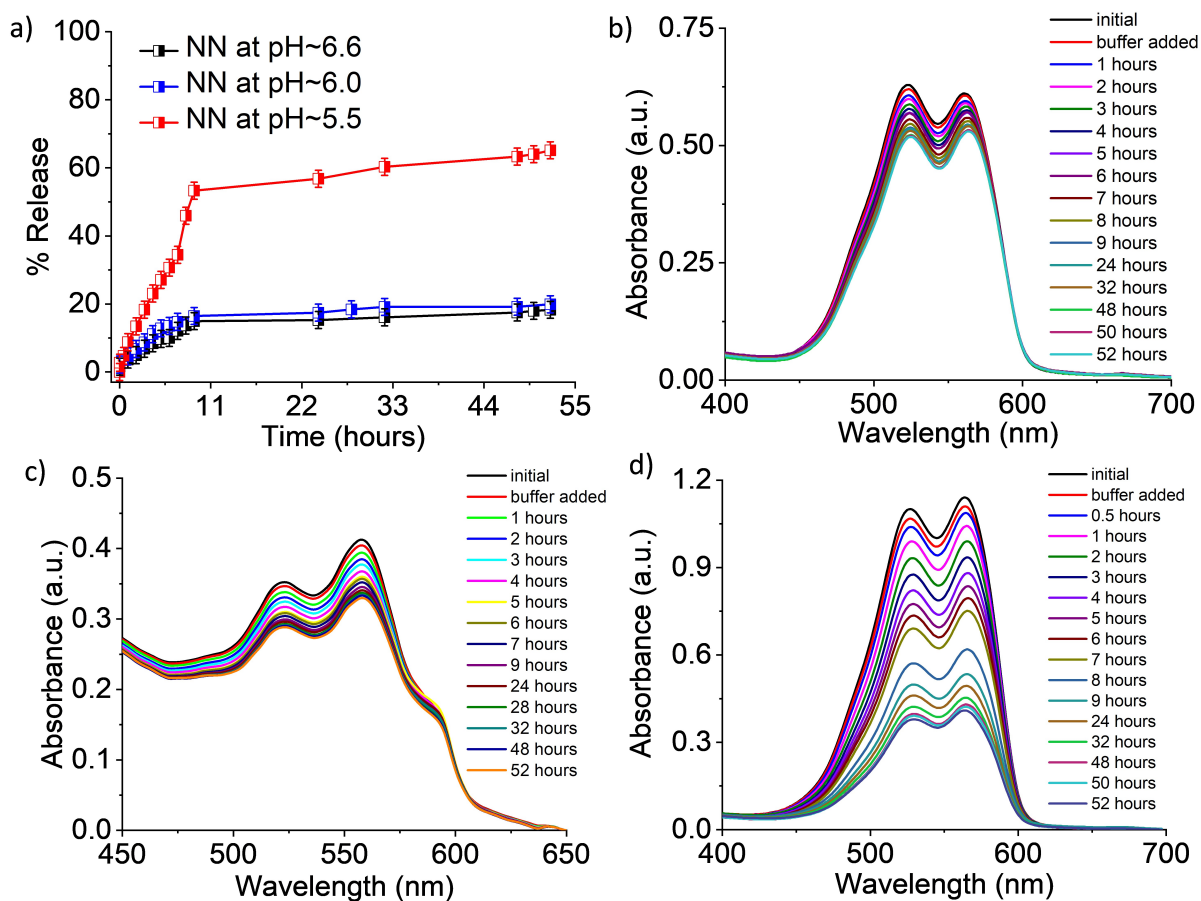 a)
100
80
60
40
20
0
% Release
NN at pH~6.6
NN at pH~6.0
NN at pH~5.5
0 11 22 33 44 55
Time (hours)
b)
0.75
0.50
0.25
0.00
Absorbance (a.u.)
initial
buffer added
1 hours
2 hours
3 hours
4 hours
5 hours
6 hours
7 hours
8 hours
9 hours
24 hours
32 hours
48 hours
50 hours
52 hours
400 500 600 700
Wavelength (nm)
c)
0.5
0.4
0.3
0.2
0.1
0.0
Absorbance (a.u.)
initial
buffer added
1 hours
2 hours
3 hours
4 hours
5 hours
6 hours
7 hours
9 hours
24 hours
28 hours
32 hours
48 hours
52 hours
450 500 550 600 650
Wavelength (nm)
d)
1.2
0.9
0.6
0.3
0.0
Absorbance (a.u.)
initial
buffer added
0.5 hours
1 hours
2 hours
3 hours
4 hours
5 hours
6 hours
7 hours
8 hours
9 hours
24 hours
32 hours
48 hours
50 hours
52 hours
400 500 600 700
Wavelength (nm)